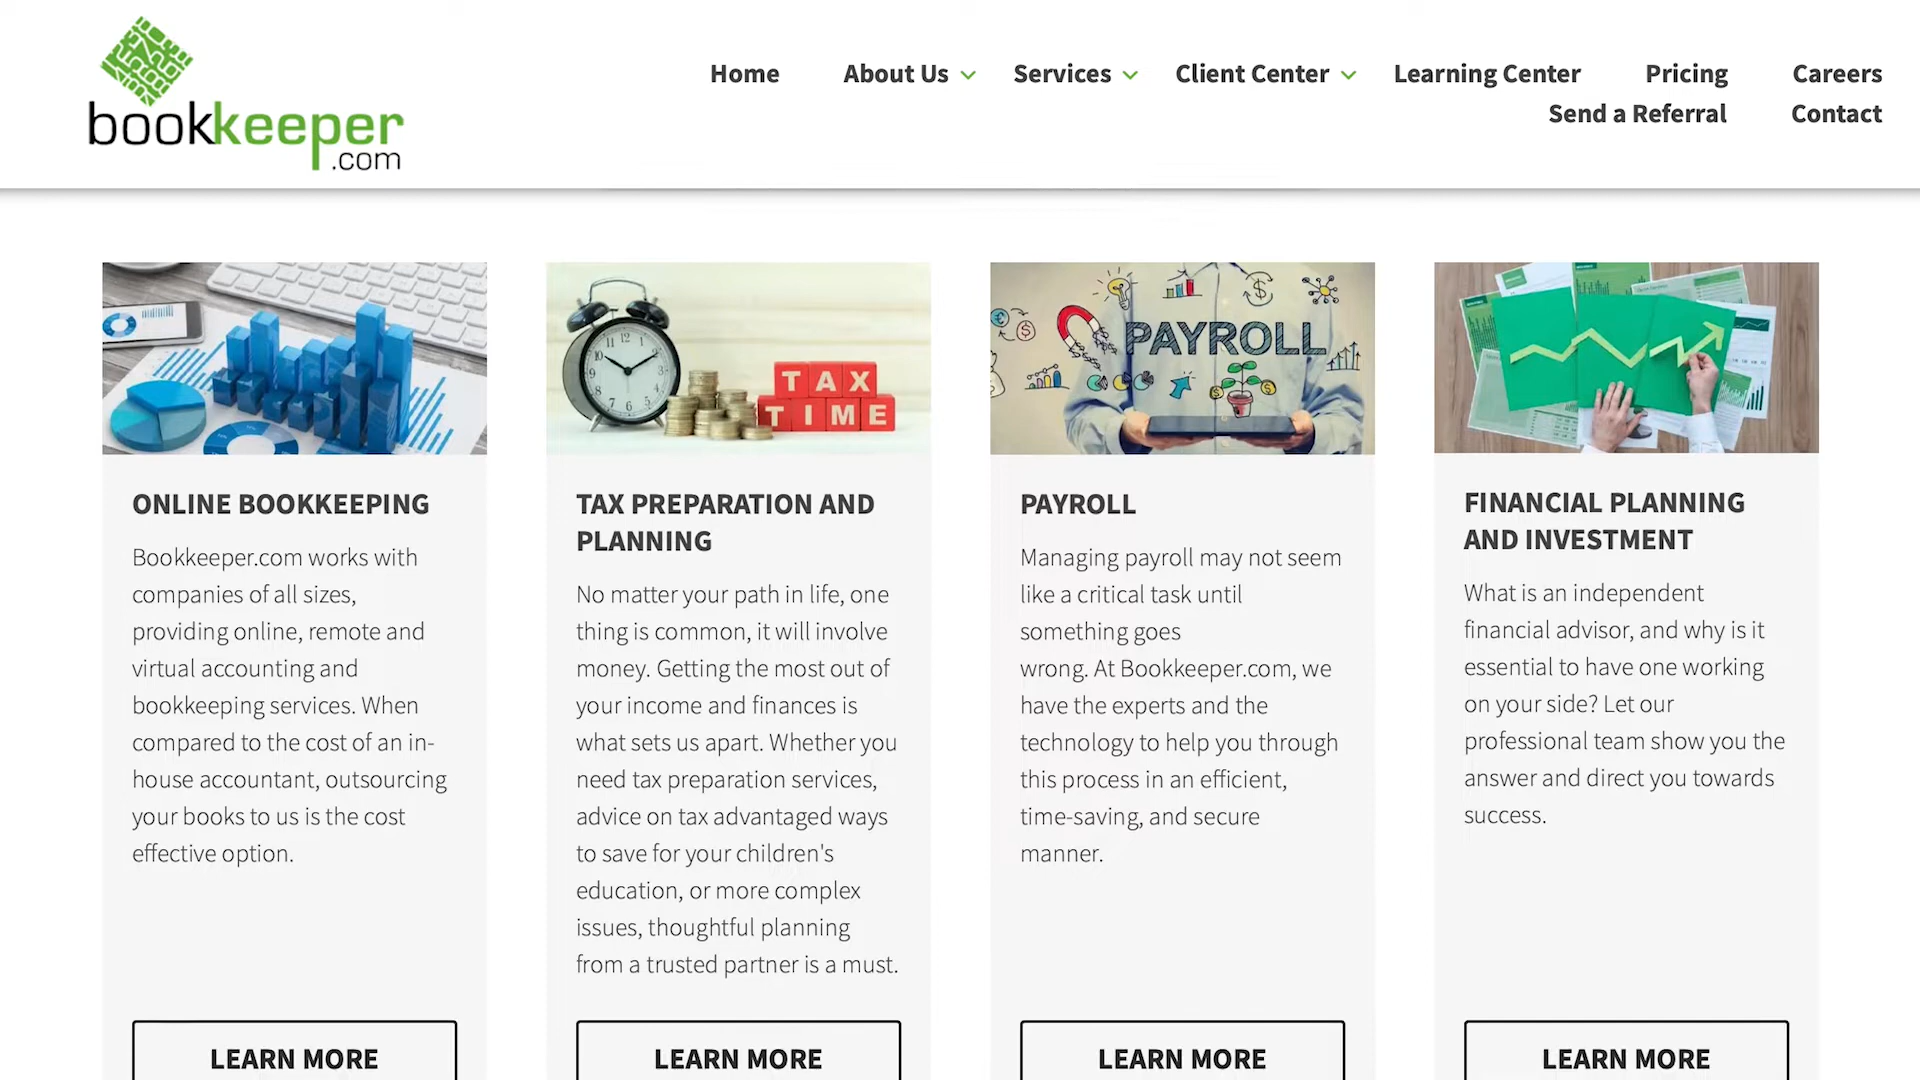 bookkeeper
.com
Home
About Us
Services
Client Center
Learning Center
Pricing
Careers
Send a Referral
Contact
TAX
TIME
PAYROLL
ONLINE BOOKKEEPING
Bookkeeper.com works with
companies of all sizes,
providing online, remote and
virtual accounting and
bookkeeping services. When
compared to the cost of an in-
house accountant, outsourcing
your books to us is the cost
effective option.
LEARN MORE
TAX PREPARATION AND
PLANNING
No matter your path in life, one
thing is common, it will involve
money. Getting the most out of
your income and finances is
what sets us apart. Whether you
need tax preparation services,
advice on tax advantaged ways
to save for your children's
education, or more complex
issues, thoughtful planning
from a trusted partner is a must.
LEARN MORE
PAYROLL
Managing payroll may not seem
like a critical task until
something goes
wrong. At Bookkeeper.com, we
have the experts and the
technology to help you through
this process in an efficient,
time-saving, and secure
manner.
LEARN MORE
FINANCIAL PLANNING
AND INVESTMENT
What is an independent
financial advisor, and why is it
essential to have one working
on your side? Let our
professional team show you the
answer and direct you towards
success.
LEARN MORE